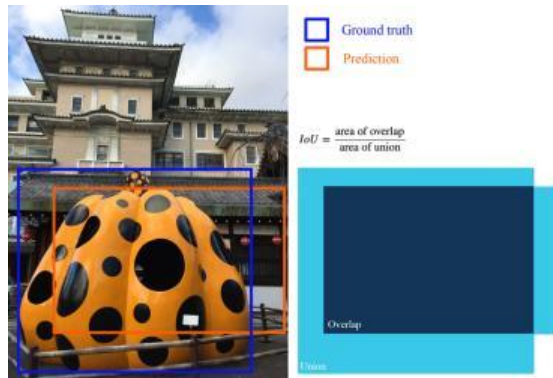 Ground truth
Prediction
IoU = area of overlap
area of union
Overlap
Union